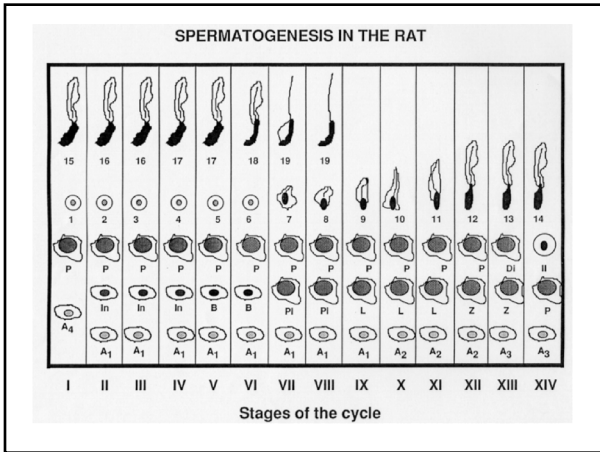 SPERMATOGENESIS IN THE RAT
15 16 16 17 17 18 19 19
1 2 3 4 5 6 7 8 9 10 11 12 13 14
P P P P P P P P P P P P Di II
In In In B B Pl Pl L L L Z Z P
A4
A1 A1 A1 A1 A1 A1 A1 A1 A2 A2 A2 A3 A3
I II III IV V VI VII VIII IX X XI XII XIII XIV
Stages of the cycle